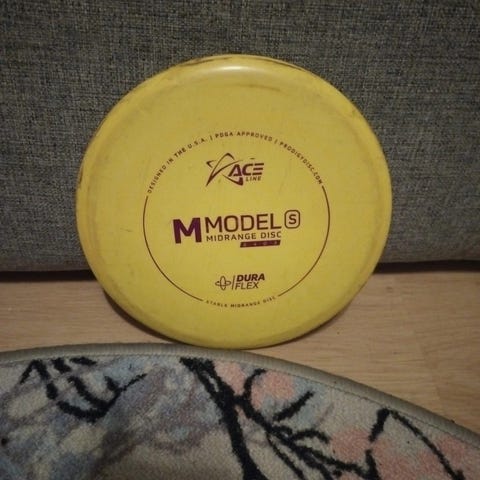 DESIGNED IN THE U.S.A. | PDGA APPROVED | PRODIGYDISC.COM
ACE
LINE
M MODEL S
MIDRANGE DISC
DURA
FLEX
STABLE MIDRANGE DISC